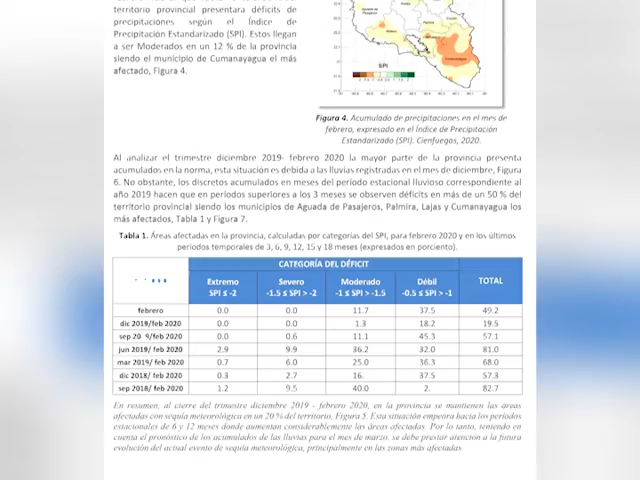 territorio provincial presentara déficits de
precipitaciones según el Índice de
Precipitación Estandarizado (SPI). Estos llegan
a ser Moderados en un 12 % de la provincia
siendo el municipio de Cumanayagua el más
afectado, Figura 4.
SPI
Figura 4. Acumulado de precipitaciones en el mes de
febrero, expresado en el Índice de Precipitación
Estandarizado (SPI). Cienfuegos, 2020.
Al analizar el trimestre diciembre 2019- febrero 2020 la mayor parte de la provincia presenta
acumulados en la norma, esta situación es debida a las lluvias registradas en el mes de diciembre, Figura
6. No obstante, los discretos acumulados en meses del período estacional lluvioso correspondiente al
año 2019 hacen que en períodos superiores a los 3 meses se observen déficits en más de un 50 % del
territorio provincial siendo los municipios de Aguada de Pasajeros, Palmira, Lajas y Cumanayagua los
más afectados, Tabla 1 y Figura 7.
Tabla 1. Áreas afectadas en la provincia, calculadas por categorías del SPI, para febrero 2020 y en los últimos
períodos temporales de 3, 6, 9, 12, 15 y 18 meses (expresados en porciento).
CATEGORÍA DEL DÉFICIT
Extremo Severo Moderado Débil TOTAL
SPI ≤ -2 -1.5 ≤ SPI > -2 -1 ≤ SPI > -1.5 -0.5 ≤ SPI > -1
febrero 0.0 0.0 11.7 37.5 49.2
dic 2019/feb 2020 0.0 0.0 1.3 18.2 19.5
sep 20 9/feb 2020 0.0 0.6 11.1 45.3 57.1
jun 2019/feb 2020 2.9 9.9 36.2 32.0 81.0
mar 2019/ feb 2020 0.7 6.0 25.0 36.3 68.0
dic 2018/ feb 2020 0.3 2.7 16. 37.5 57.3
sep 2018/ feb 2020 1.2 9.5 40.0 2. 82.7
En resumen, al cierre del trimestre diciembre 2019 - febrero 2020, en la provincia se mantienen las áreas
afectadas con sequía meteorológica en un 20 % del territorio, Figura 5. Esta situación empeora hacia los períodos
estacionales de 6 y 12 meses donde aumentan considerablemente las áreas afectadas. Por lo tanto, teniendo en
cuenta el pronóstico de los acumulados de las lluvias para el mes de marzo, se debe prestar atención a la futura
evolución del actual evento de sequía meteorológica, principalmente en las zonas más afectadas